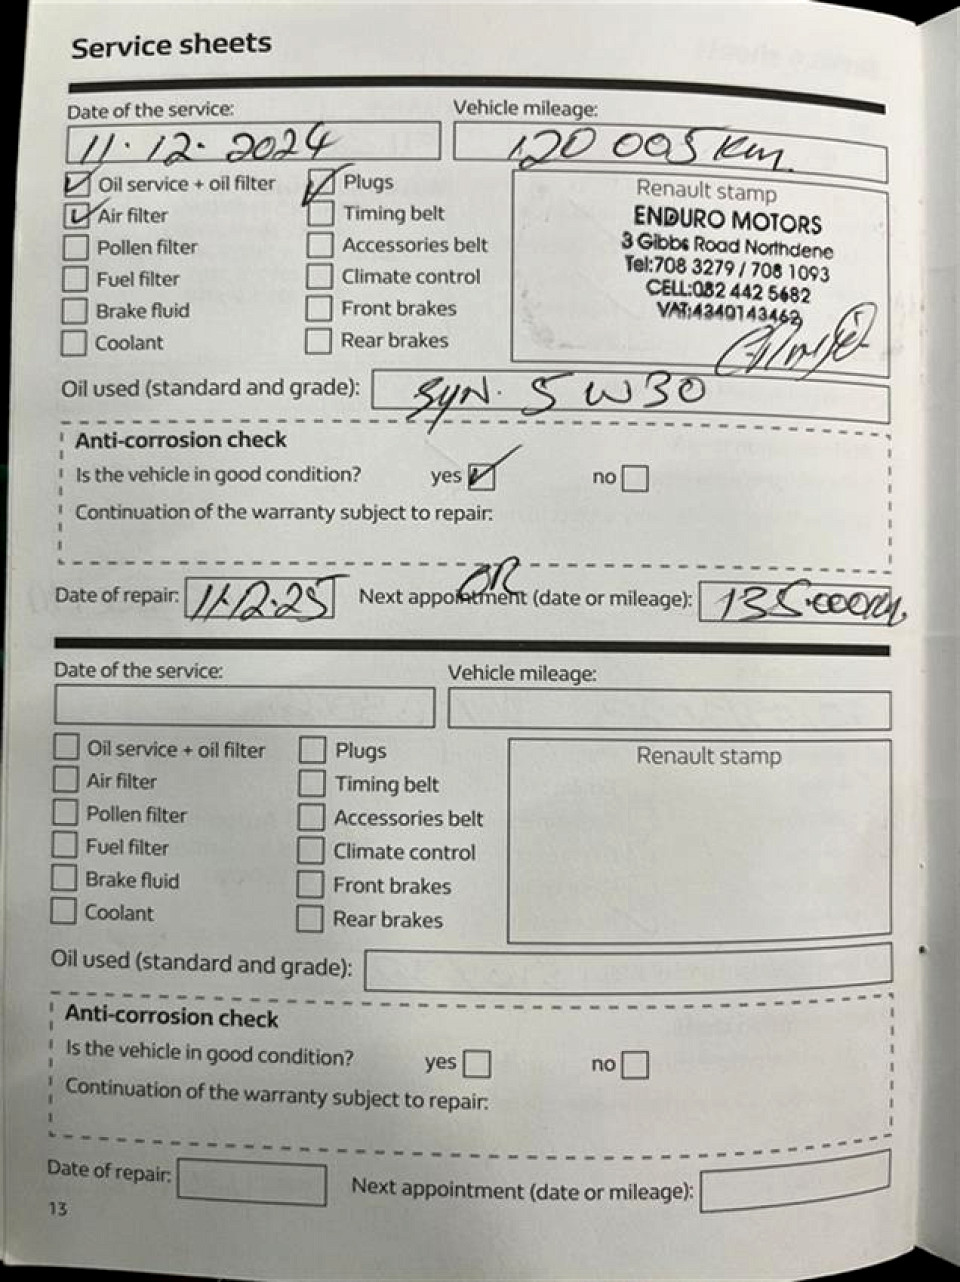 Service sheets
Date of the service: Vehicle mileage:
11.12.2024 120 005 km.
Oil service + oil filter Plugs
Air filter Timing belt
Pollen filter Accessories belt
Fuel filter Climate control
Brake fluid Front brakes
Coolant Rear brakes
Renault stamp
ENDURO MOTORS
3 Gibbs Road Northdene
Tel:708 3279 / 708 1093
CELL:082 442 5682
VAT:4340143462
Oil used (standard and grade): SYN. 5W30
Anti-corrosion check
Is the vehicle in good condition? yes no
Continuation of the warranty subject to repair:
OR
Date of repair: 11.12.25 Next appointment (date or mileage): 135.000km.
Date of the service: Vehicle mileage:
Oil service + oil filter Plugs
Air filter Timing belt
Pollen filter Accessories belt
Fuel filter Climate control
Brake fluid Front brakes
Coolant Rear brakes
Renault stamp
Oil used (standard and grade):
Anti-corrosion check
Is the vehicle in good condition? yes no
Continuation of the warranty subject to repair:
Date of repair: Next appointment (date or mileage):
13